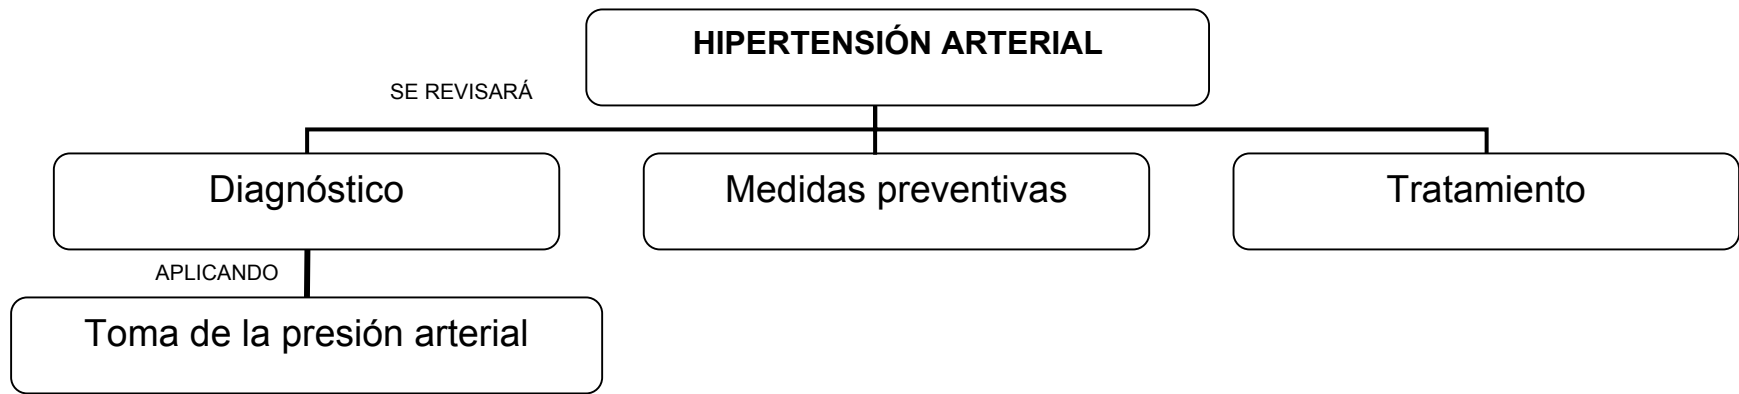 HIPERTENSIÓN ARTERIAL
SE REVISARÁ
Diagnóstico
Medidas preventivas
Tratamiento
APLICANDO
Toma de la presión arterial